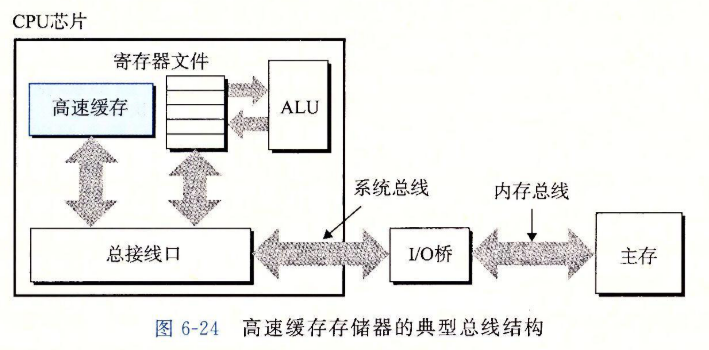 CPU芯片
寄存器文件
高速缓存
ALU
系统总线
内存总线
总接线口
I/O桥
主存
图 6-24 高速缓存存储器的典型总线结构